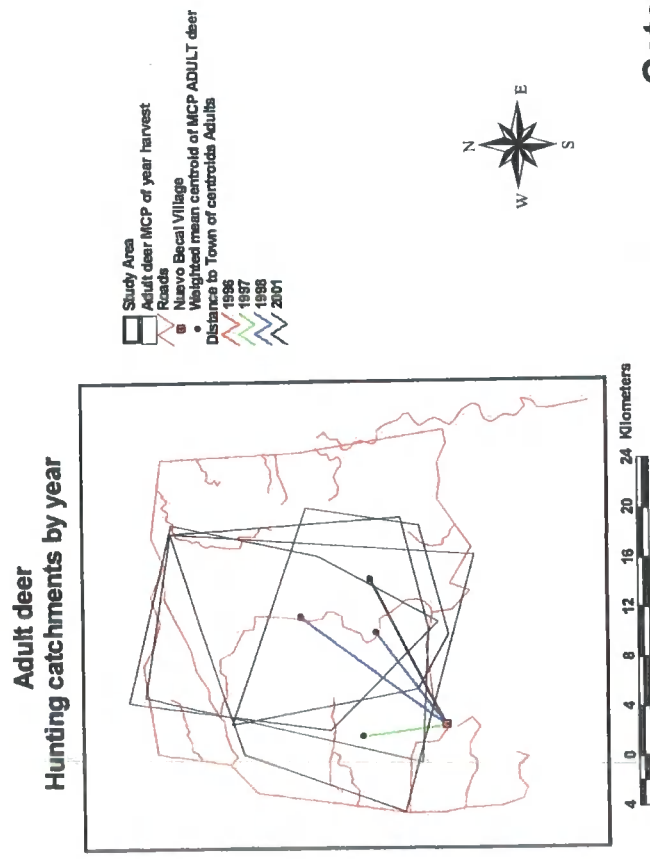 Adult deer
Hunting catchments by year
Study Area
Adult deer MCP of year harvest
Roads
Nuevo Becal Village
Weighted mean centroid of MCP ADULT deer
Distance to Town of centroids Adults
1996
1997
1998
2001
N
W
E
S
4 0 4 8 12 16 20 24 Kilometers